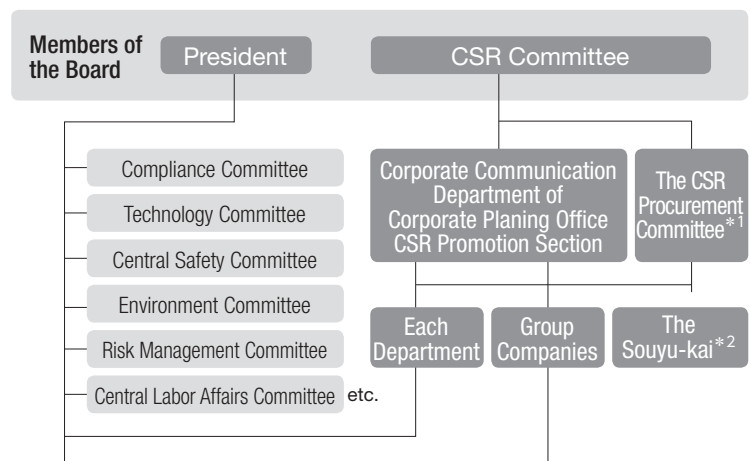 Members of
the Board
President
CSR Committee
Compliance Committee
Technology Committee
Central Safety Committee
Environment Committee
Risk Management Committee
Central Labor Affairs Committee etc.
Corporate Communication
Department of
Corporate Planing Office
CSR Promotion Section
The CSR
Procurement
Committee*1
Each
Department
Group
Companies
The
Souyu-kai*2